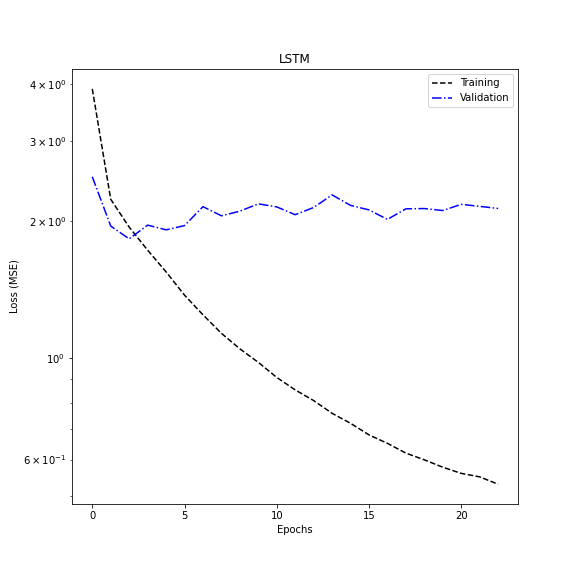 LSTM
Training
Validation
4 × 10⁰
3 × 10⁰
2 × 10⁰
10⁰
6 × 10⁻¹
Loss (MSE)
0 5 10 15 20
Epochs